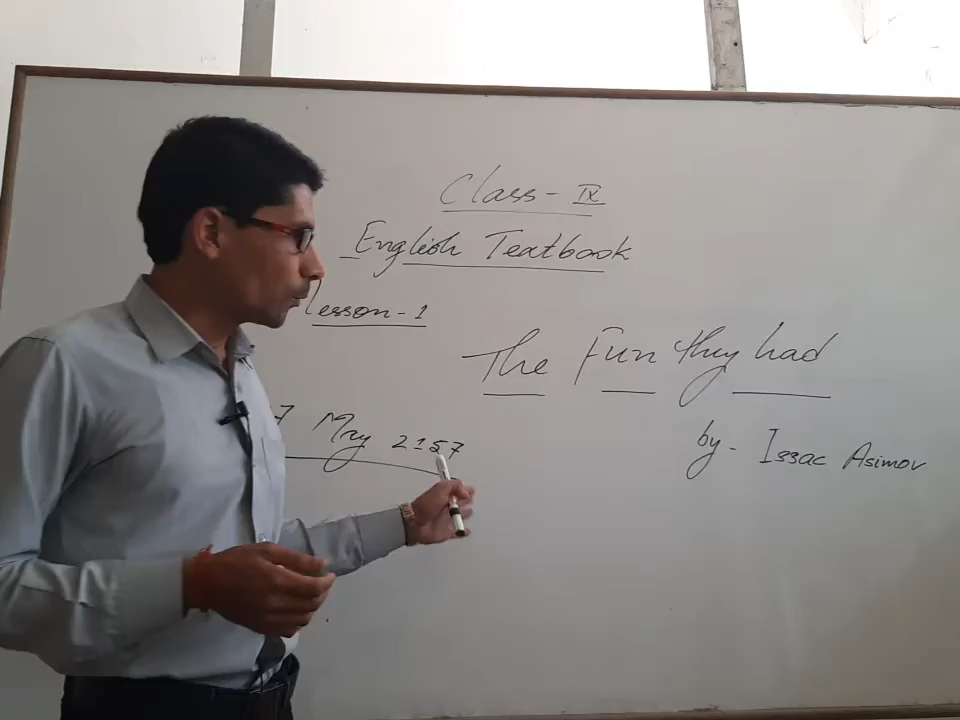 Class - IX
English Textbook
Lesson - 1
The Fun they had
7 May 2157
by - Issac Asimov